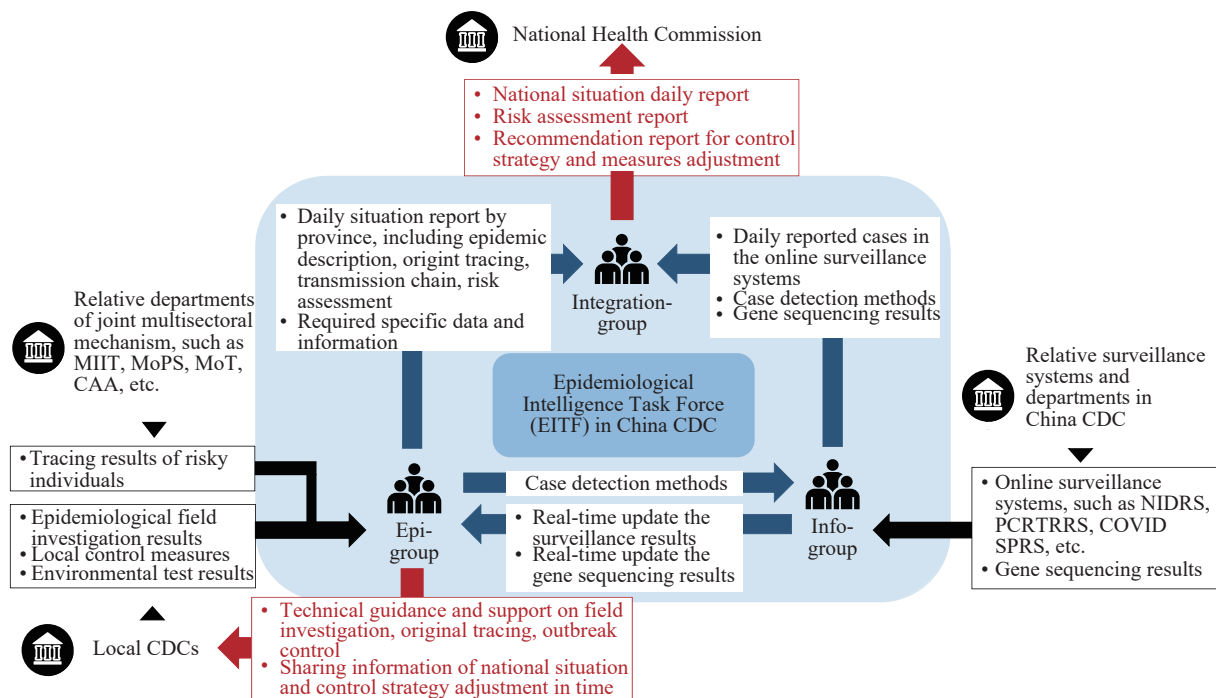 National Health Commission
• National situation daily report
• Risk assessment report
• Recommendation report for control
strategy and measures adjustment
• Daily situation report by
province, including epidemic
description, origint tracing,
transmission chain, risk
assessment
• Required specific data and
information
Integration-
group
• Daily reported cases in
the online surveillance
systems
• Case detection methods
• Gene sequencing results
Relative departments
of joint multisectoral
mechanism, such as
MIIT, MoPS, MoT,
CAA, etc.
Epidemiological
Intelligence Task Force
(EITF) in China CDC
Relative surveillance
systems and
departments in
China CDC
• Tracing results of risky
individuals
• Epidemiological field
investigation results
• Local control measures
• Environmental test results
Epi-
group
Case detection methods
• Real-time update the
surveillance results
• Real-time update the
gene sequencing results
Info-
group
• Online surveillance
systems, such as NIDRS,
PCRTRRS, COVID
SPRS, etc.
• Gene sequencing results
Local CDCs
• Technical guidance and support on field
investigation, original tracing, outbreak
control
• Sharing information of national situation
and control strategy adjustment in time